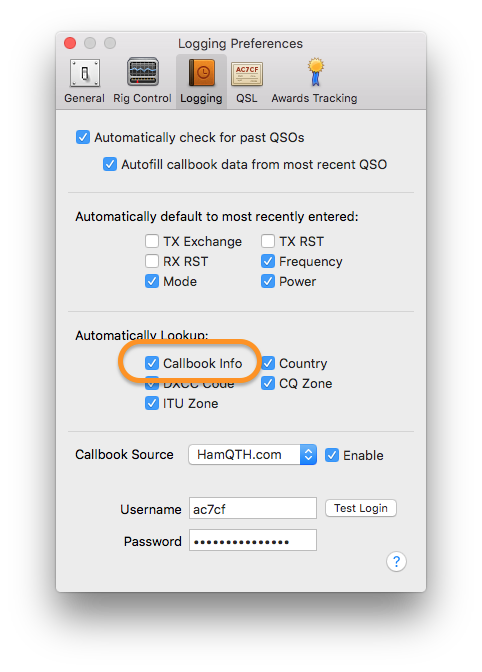 Logging Preferences
AC7CF
General Rig Control Logging QSL Awards Tracking
Automatically check for past QSOs
Autofill callbook data from most recent QSO
Automatically default to most recently entered:
TX Exchange TX RST
RX RST Frequency
Mode Power
Automatically Lookup:
Callbook Info Country
DXCC Code CQ Zone
ITU Zone
Callbook Source HamQTH.com Enable
Username ac7cf Test Login
Password •••••••••••••••
?